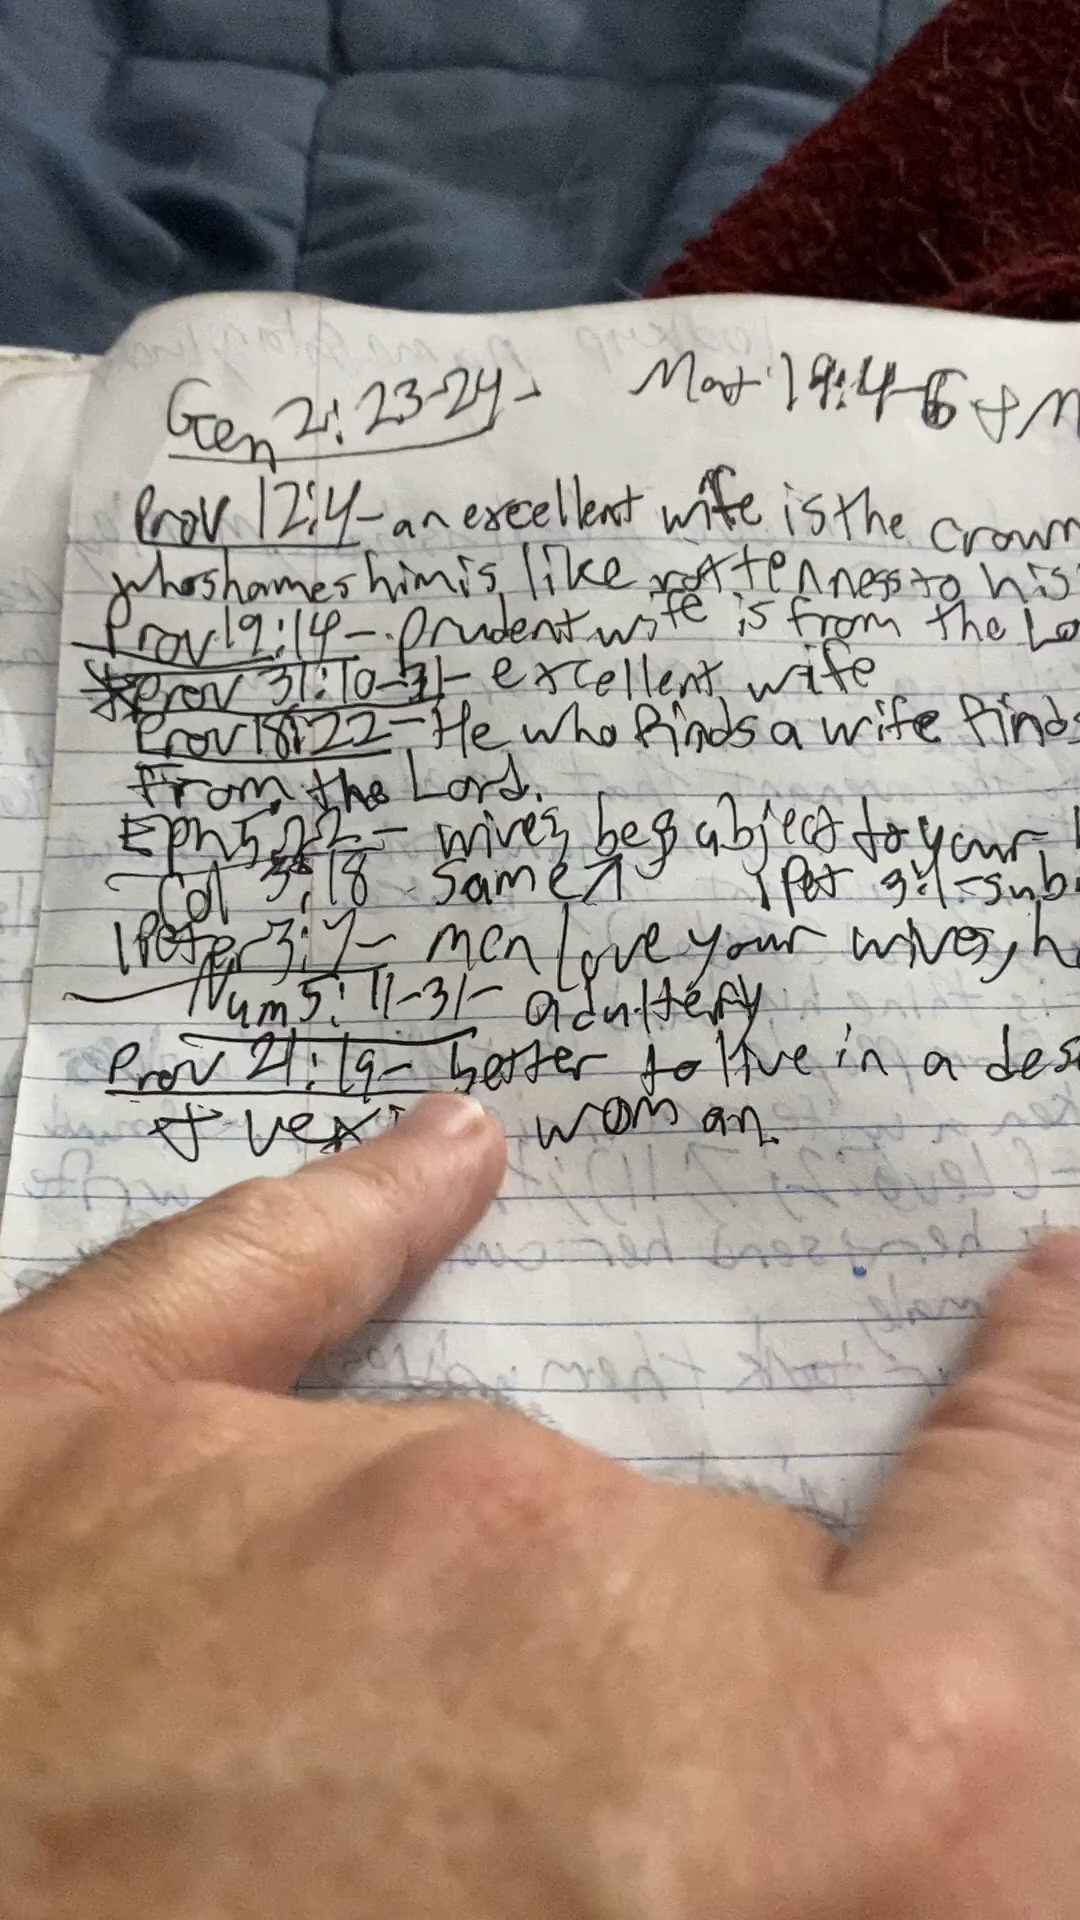 Gen 2:23-24- Mat 19:4-6 +
Prov 12:4- an excellent wife is the crown
who shames him is like rottenness to his
Prov 19:14- prudent wife is from the Lo
*Prov 31:10-31- excellent wife
Prov 18:22- He who finds a wife finds
From the Lord.
Eph 5:22- wives be subject to your
Col 3:18 Same↗ 1 Pet 3:1-sub
1 Peter 3:7- men love your wives, h
Num 5:11-31- adultery
Prov 21:19- better to live in a des
+ woman.